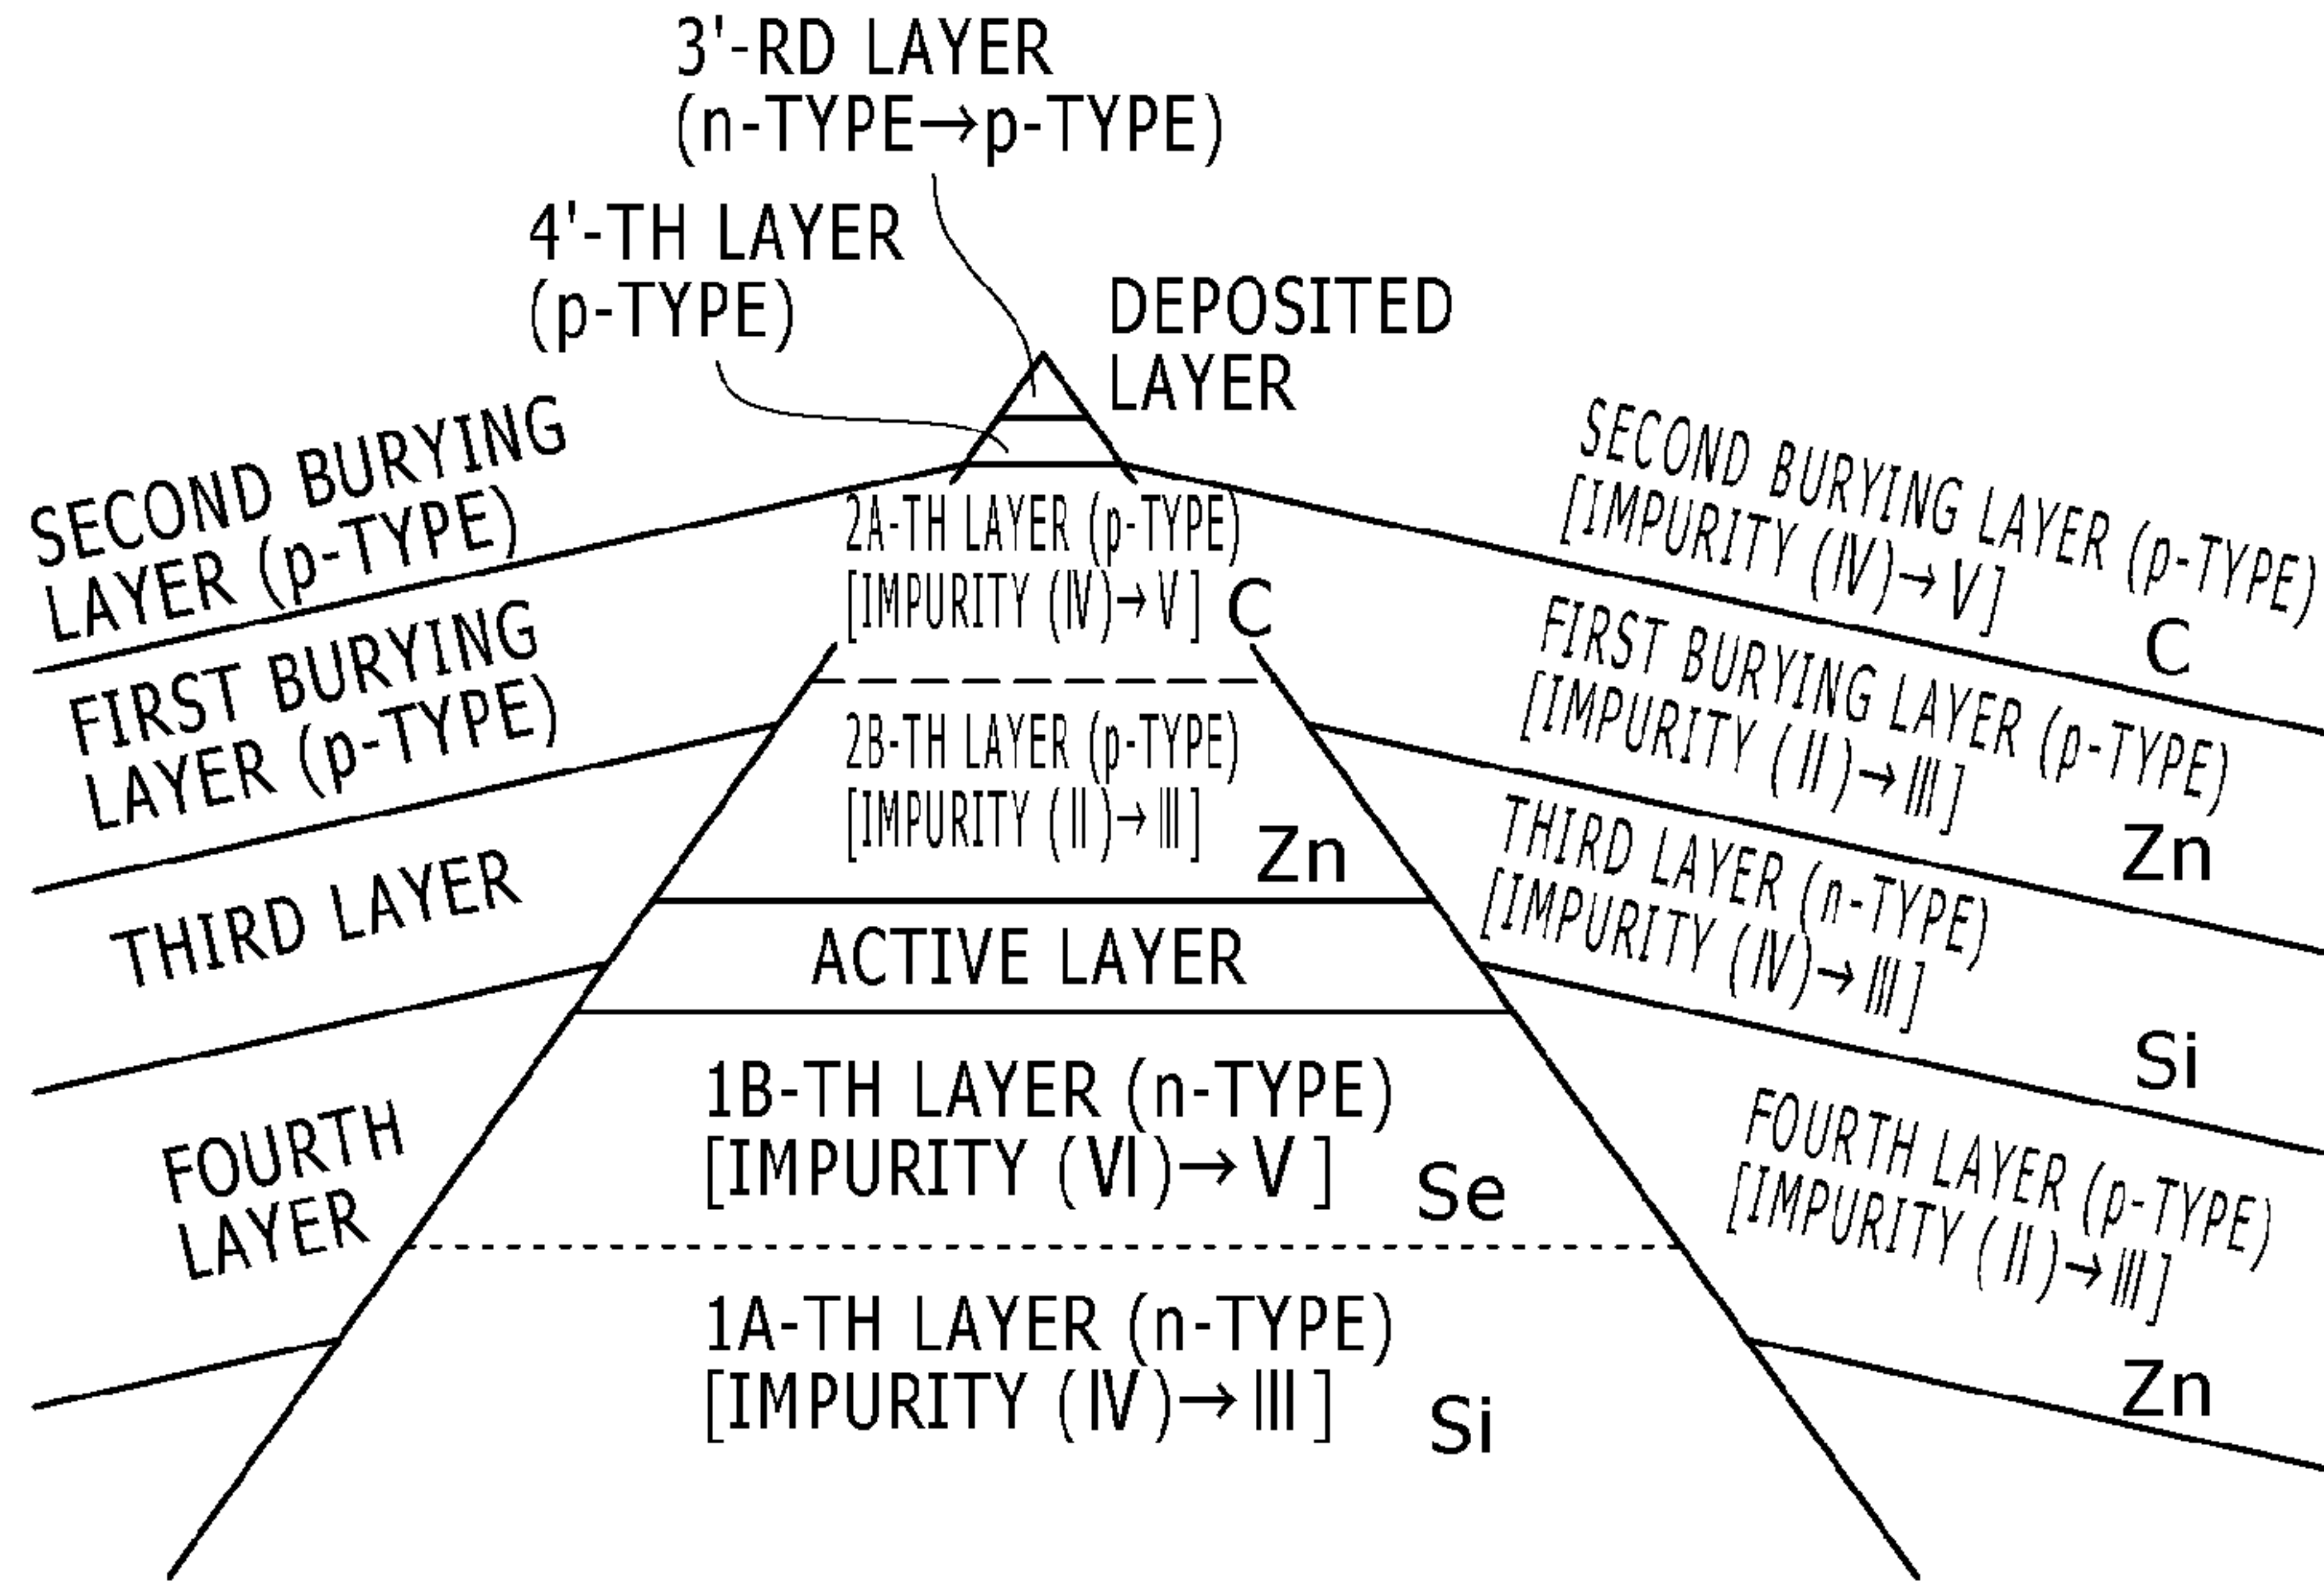 3'-RD LAYER
(n-TYPE→p-TYPE)
4'-TH LAYER
(p-TYPE)
DEPOSITED
LAYER
SECOND BURYING
LAYER (p-TYPE)
FIRST BURYING
LAYER (p-TYPE)
THIRD LAYER
FOURTH
LAYER
2A-TH LAYER (p-TYPE)
[IMPURITY (Ⅳ)→Ⅴ] C
2B-TH LAYER (p-TYPE)
[IMPURITY (Ⅱ)→Ⅲ]
Zn
ACTIVE LAYER
1B-TH LAYER (n-TYPE)
[IMPURITY (Ⅵ)→Ⅴ]
Se
1A-TH LAYER (n-TYPE)
[IMPURITY (Ⅳ)→Ⅲ]
Si
SECOND BURYING LAYER (p-TYPE)
[IMPURITY (Ⅳ)→Ⅴ]
C
FIRST BURYING LAYER (p-TYPE)
[IMPURITY (Ⅱ)→Ⅲ]
Zn
THIRD LAYER (n-TYPE)
[IMPURITY (Ⅳ)→Ⅲ]
Si
FOURTH LAYER (p-TYPE)
[IMPURITY (Ⅱ)→Ⅲ]
Zn